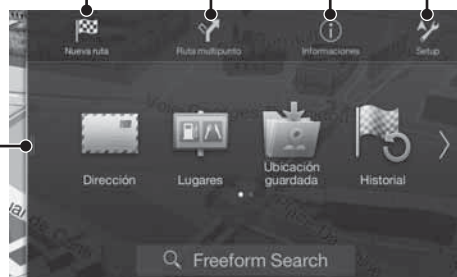 Nueva ruta
Ruta multipunto
Informaciones
Setup
Dirección
Lugares
Ubicación
guardada
Historial
Freeform Search